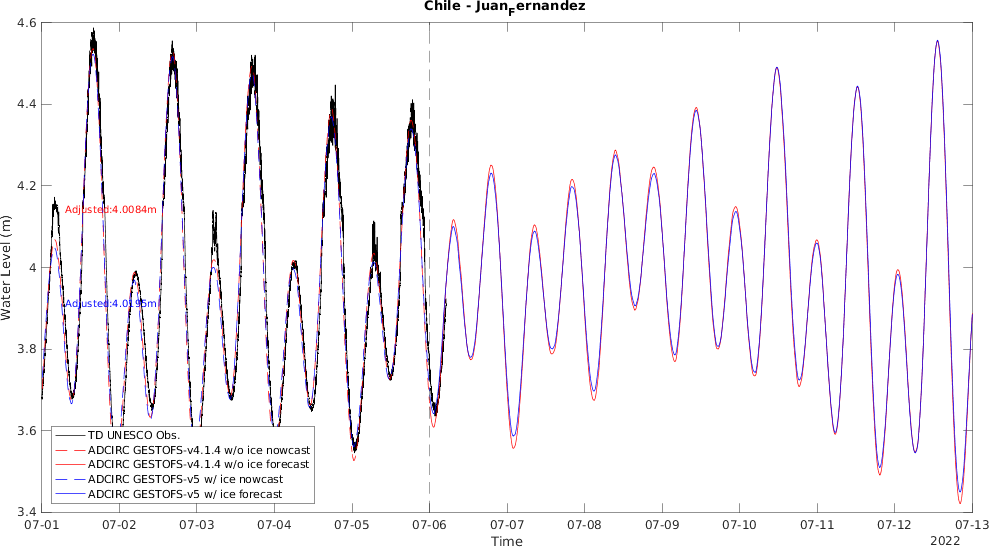 Chile - JuanFernandez
4.6
4.4
4.2
4
3.8
3.6
3.4
Water Level (m)
Adjusted:4.0084m
Adjusted:4.0195m
TD UNESCO Obs.
ADCIRC GESTOFS-v4.1.4 w/o ice nowcast
ADCIRC GESTOFS-v4.1.4 w/o ice forecast
ADCIRC GESTOFS-v5 w/ ice nowcast
ADCIRC GESTOFS-v5 w/ ice forecast
07-01 07-02 07-03 07-04 07-05 07-06 07-07 07-08 07-09 07-10 07-11 07-12 07-13
Time
2022